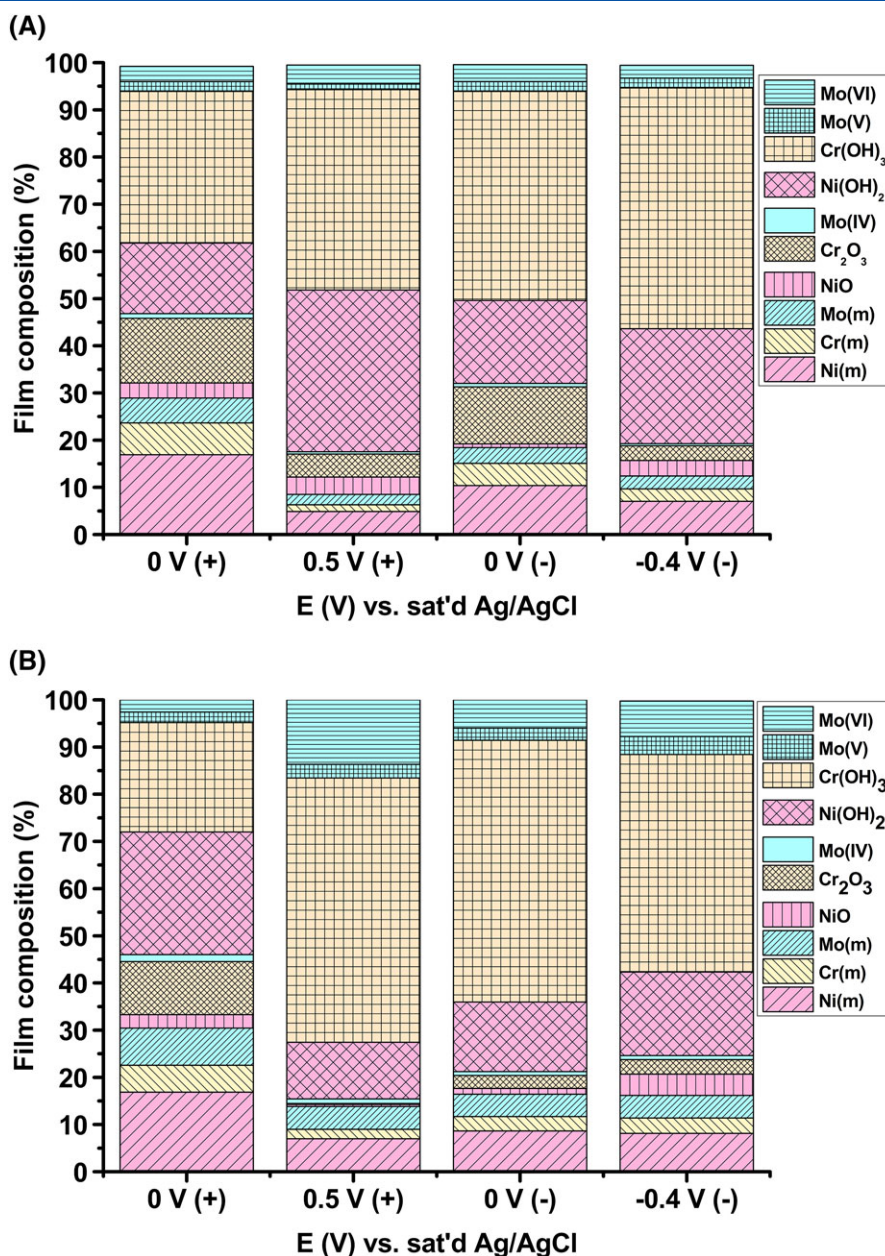 (A)
Film composition (%)
100
90
80
70
60
50
40
30
20
10
0
0 V (+) 0.5 V (+) 0 V (-) -0.4 V (-)
E (V) vs. sat'd Ag/AgCl
Mo(VI)
Mo(V)
Cr(OH)₃
Ni(OH)₂
Mo(IV)
Cr₂O₃
NiO
Mo(m)
Cr(m)
Ni(m)
(B)
Film composition (%)
100
90
80
70
60
50
40
30
20
10
0
0 V (+) 0.5 V (+) 0 V (-) -0.4 V (-)
E (V) vs. sat'd Ag/AgCl
Mo(VI)
Mo(V)
Cr(OH)₃
Ni(OH)₂
Mo(IV)
Cr₂O₃
NiO
Mo(m)
Cr(m)
Ni(m)